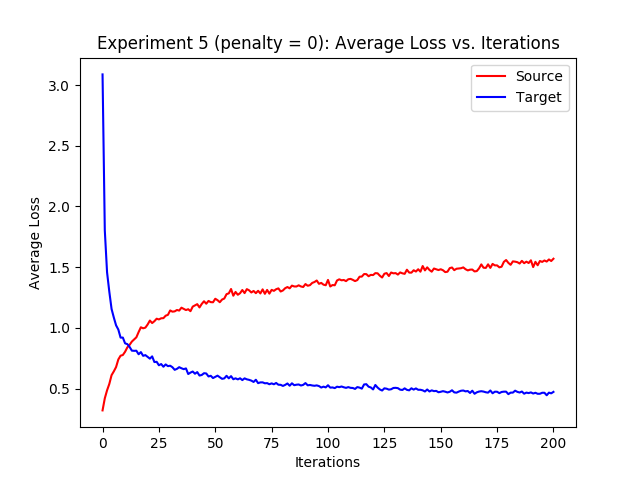 Experiment 5 (penalty = 0): Average Loss vs. Iterations
Source
Target
3.0
2.5
2.0
1.5
1.0
0.5
Average Loss
0 25 50 75 100 125 150 175 200
Iterations